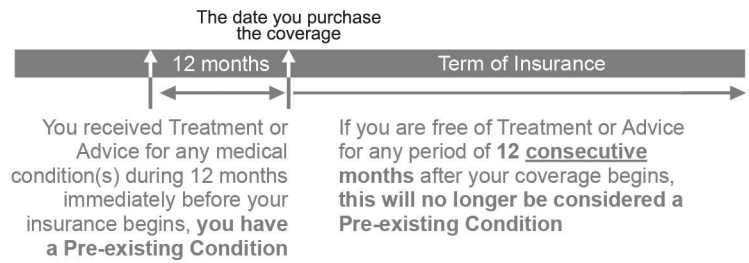 The date you purchase
the coverage
12 months
Term of Insurance
You received Treatment or
Advice for any medical
condition(s) during 12 months
immediately before your
insurance begins, you have
a Pre-existing Condition
If you are free of Treatment or Advice
for any period of 12 consecutive
months after your coverage begins,
this will no longer be considered a
Pre-existing Condition